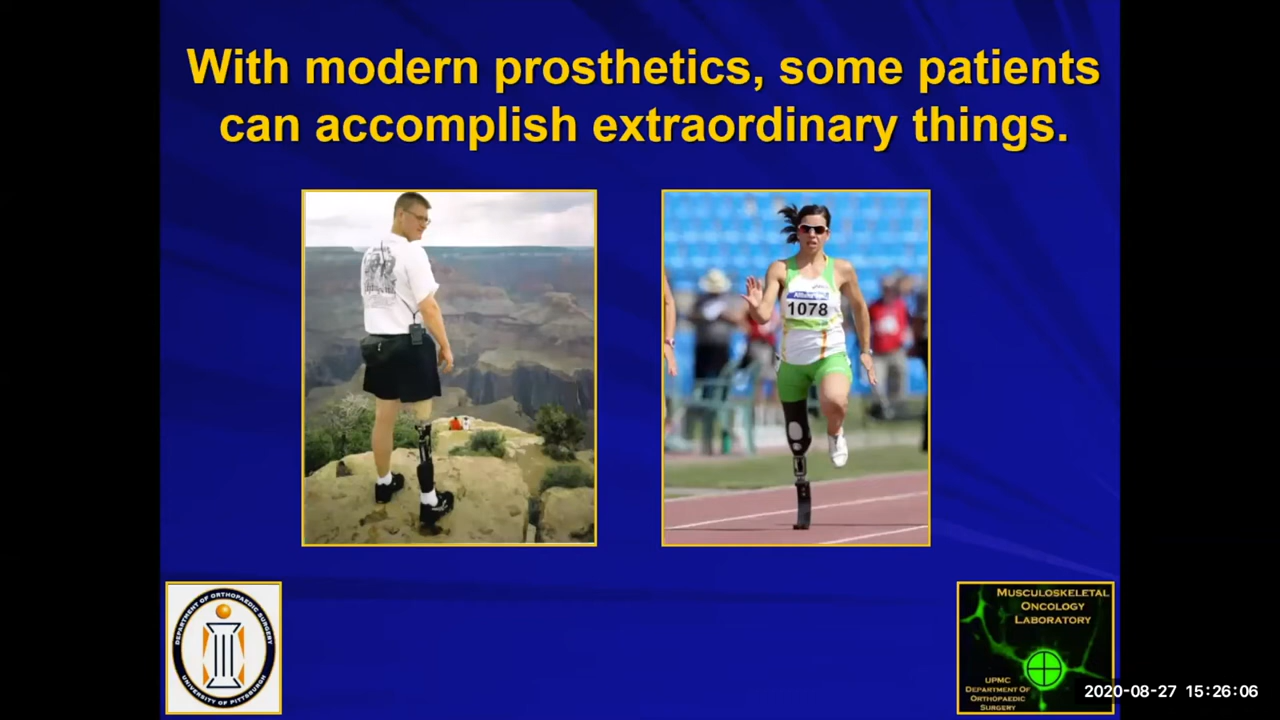 With modern prosthetics, some patients
can accomplish extraordinary things.
1078
DEPARTMENT OF ORTHOPAEDIC SURGERY
UNIVERSITY OF PITTSBURGH
MUSCULOSKELETAL
ONCOLOGY
LABORATORY
UPMC
DEPARTMENT OF
ORTHOPAEDIC
SURGERY
2020-08-27 15:26:06